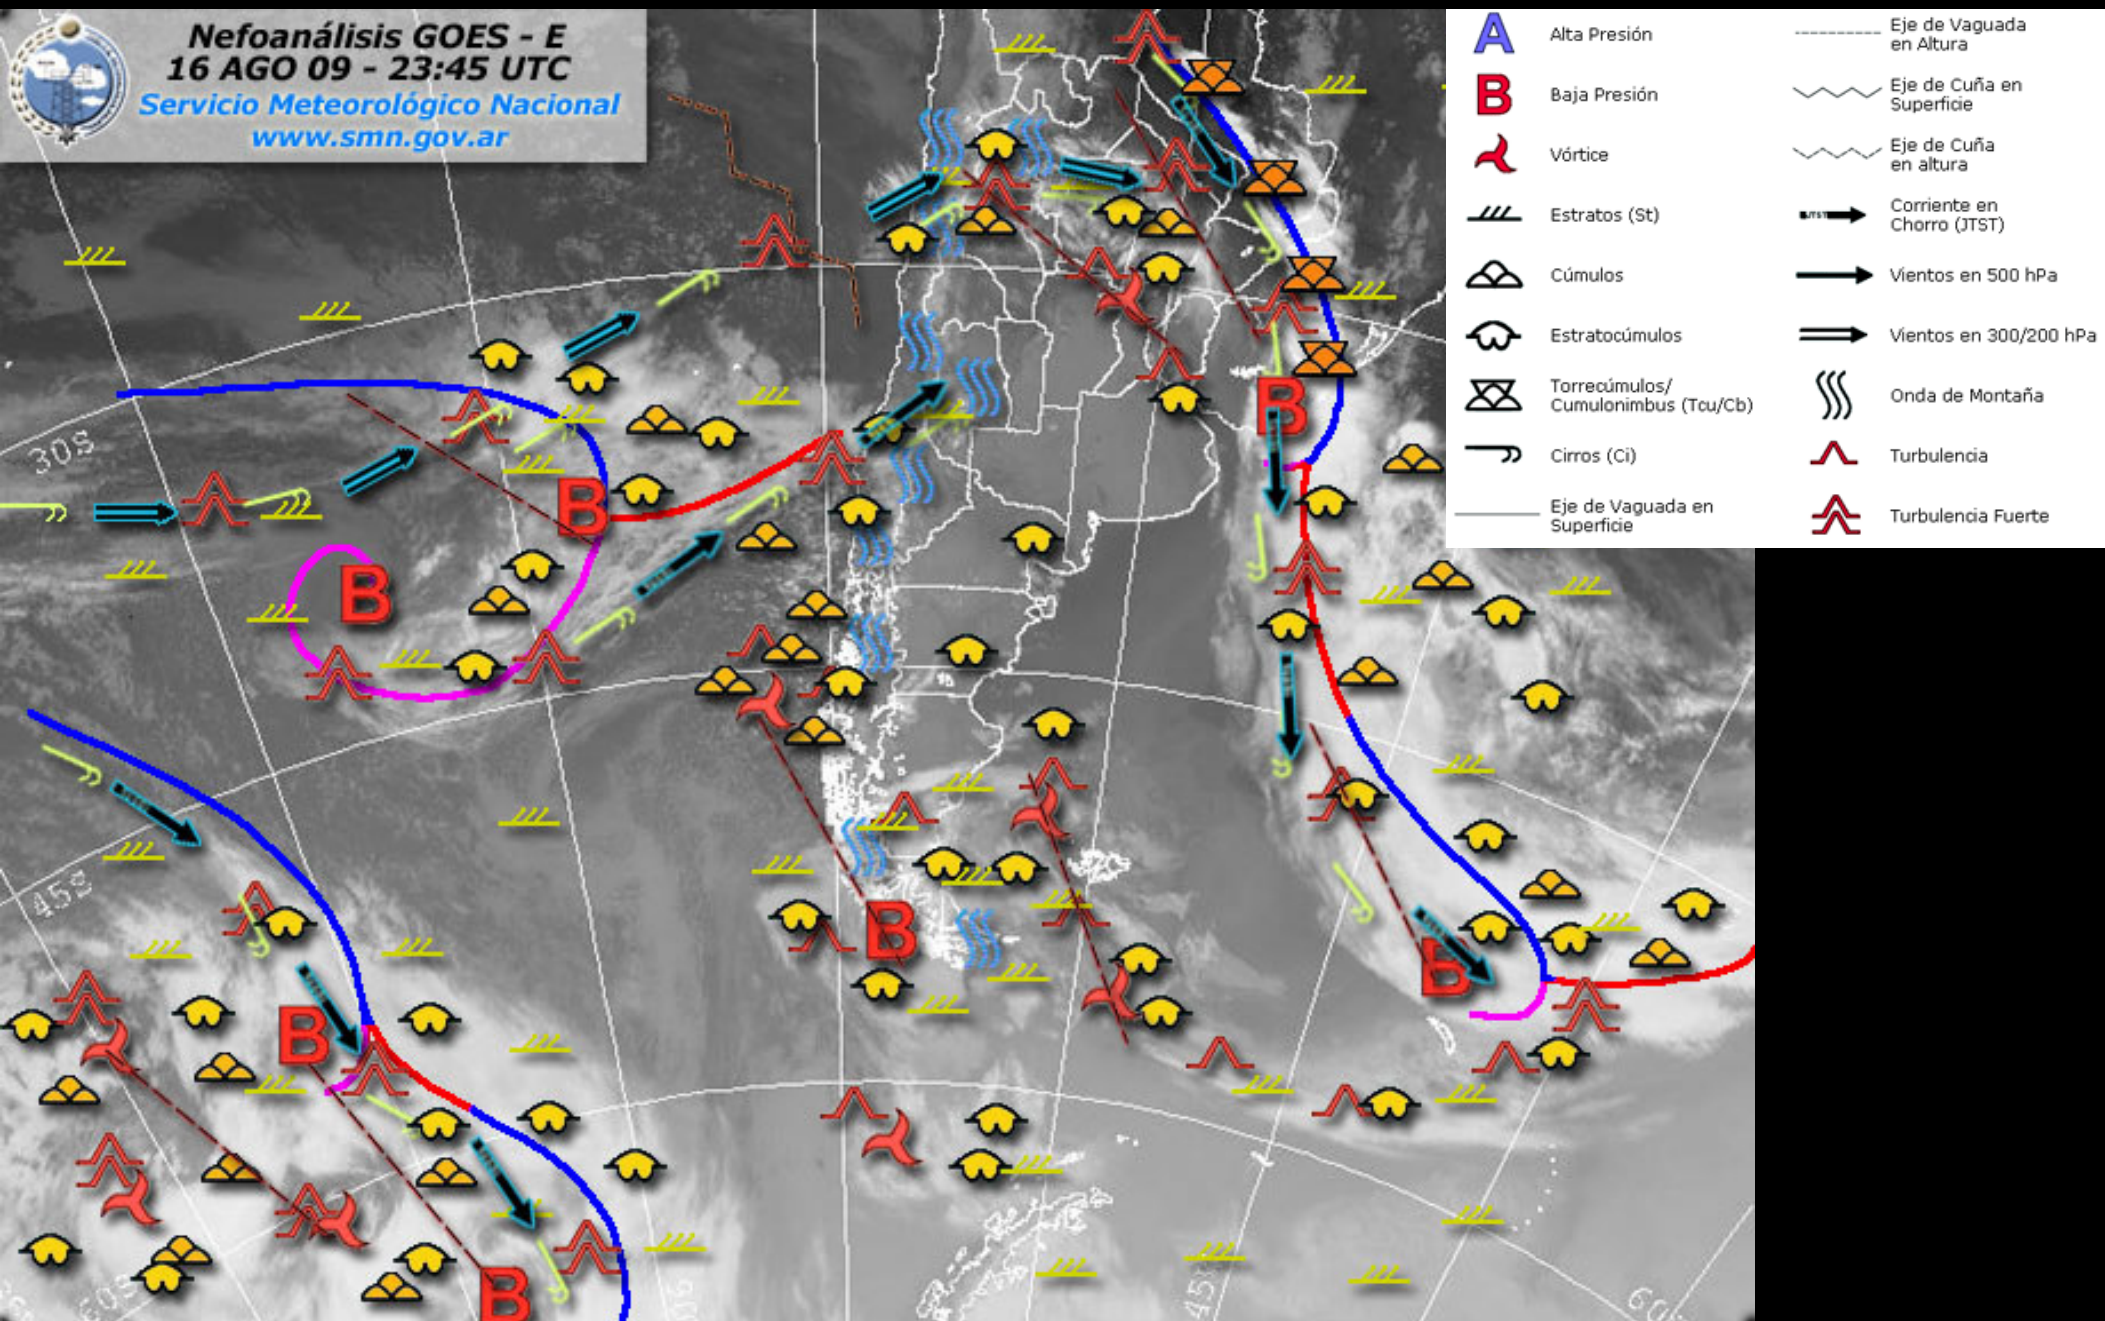 Nefoanálisis GOES - E
16 AGO 09 - 23:45 UTC
Servicio Meteorológico Nacional
www.smn.gov.ar
A Alta Presión
B Baja Presión
Vórtice
Estratos (St)
Cúmulos
Estratocúmulos
Torrecúmulos/
Cumulonimbus (Tcu/Cb)
Cirros (Ci)
Eje de Vaguada en
Superficie
Eje de Vaguada
en Altura
Eje de Cuña en
Superficie
Eje de Cuña
en altura
JTST Corriente en
Chorro (JTST)
Vientos en 500 hPa
Vientos en 300/200 hPa
Onda de Montaña
Turbulencia
Turbulencia Fuerte
30S
B
B
B
45S
B
B
B
B
60S
B
45S